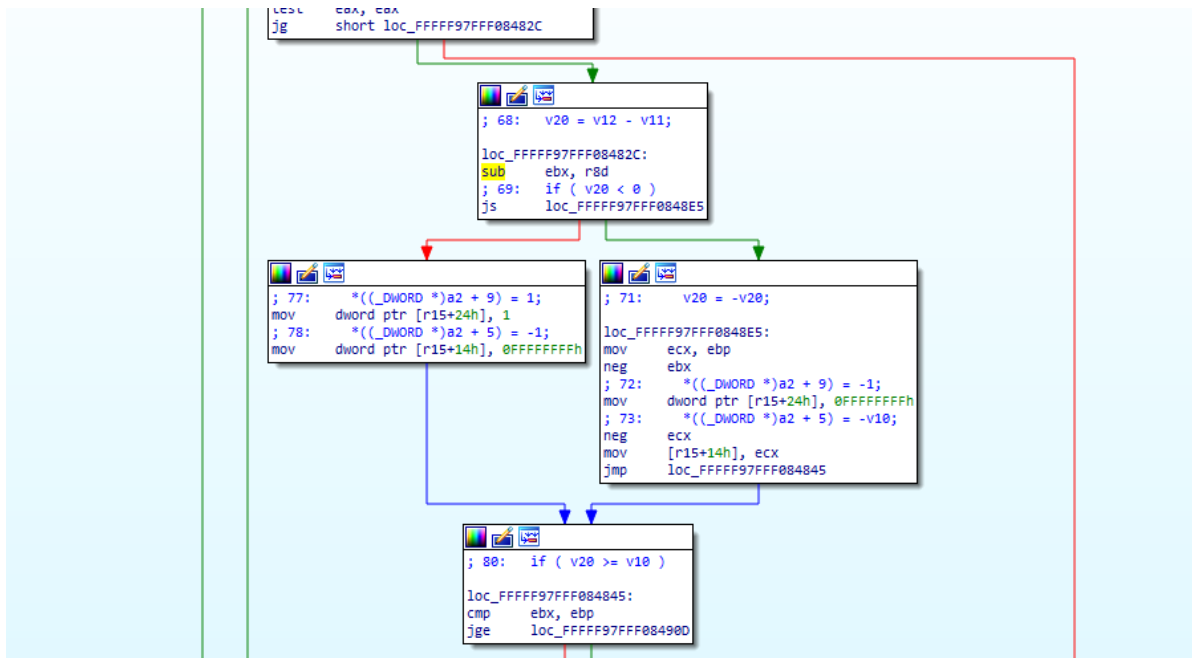 test    eax, eax
jg      short loc_FFFFF97FFF08482C
; 68:   v20 = v12 - v11;
loc_FFFFF97FFF08482C:
sub     ebx, r8d
; 69:   if ( v20 < 0 )
js      loc_FFFFF97FFF0848E5
; 77:     *((_DWORD *)a2 + 9) = 1;
mov     dword ptr [r15+24h], 1
; 78:     *((_DWORD *)a2 + 5) = -1;
mov     dword ptr [r15+14h], 0FFFFFFFFh
; 71:     v20 = -v20;
loc_FFFFF97FFF0848E5:
mov     ecx, ebp
neg     ebx
; 72:     *((_DWORD *)a2 + 9) = -1;
mov     dword ptr [r15+24h], 0FFFFFFFFh
; 73:     *((_DWORD *)a2 + 5) = -v10;
neg     ecx
mov     [r15+14h], ecx
jmp     loc_FFFFF97FFF084845
; 80:   if ( v20 >= v10 )
loc_FFFFF97FFF084845:
cmp     ebx, ebp
jge     loc_FFFFF97FFF08490D